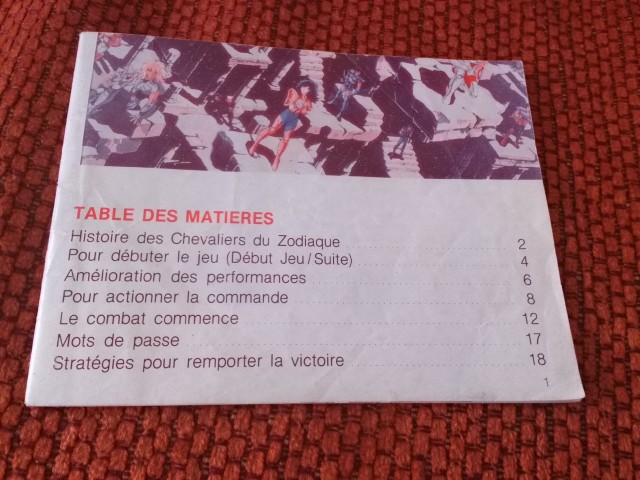 TABLE DES MATIERES
Histoire des Chevaliers du Zodiaque 2
Pour débuter le jeu (Début Jeu/Suite) 4
Amélioration des performances 6
Pour actionner la commande 8
Le combat commence 12
Mots de passe 17
Stratégies pour remporter la victoire 18
1